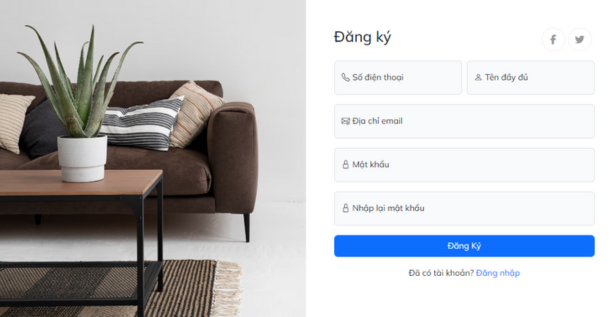 Đăng ký
Số điện thoại
Tên đầy đủ
Địa chỉ email
Mật khẩu
Nhập lại mật khẩu
Đăng Ký
Đã có tài khoản? Đăng nhập